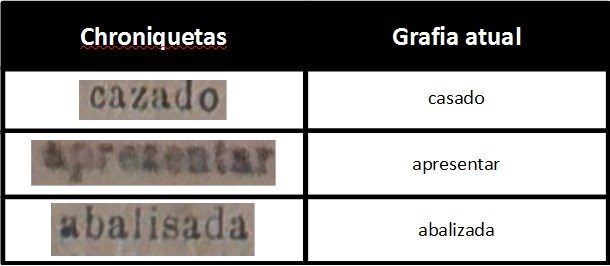 Chroniquetas Grafia atual
cazado casado
apresentar
abalisada abalizada